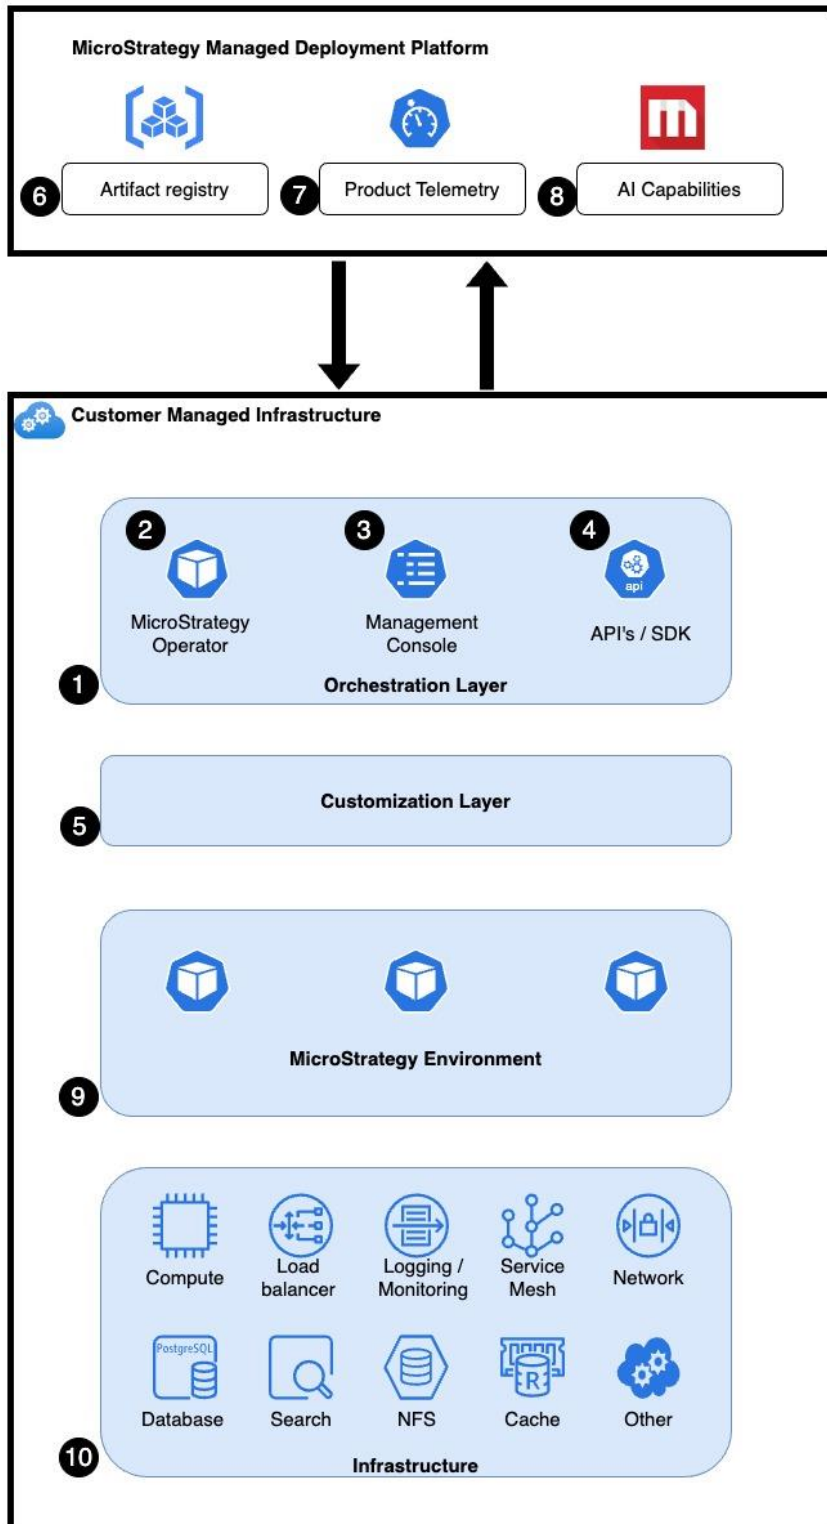 MicroStrategy Managed Deployment Platform
6
Artifact registry
7
Product Telemetry
8
AI Capabilities
Customer Managed Infrastructure
2
3
4
api
MicroStrategy
Operator
Management
Console
API's / SDK
1
Orchestration Layer
Customization Layer
5
MicroStrategy Environment
9
Compute
Load
balancer
Logging /
Monitoring
Service
Mesh
Network
PostgreSQL
R
Database
Search
NFS
Cache
Other
10
Infrastructure